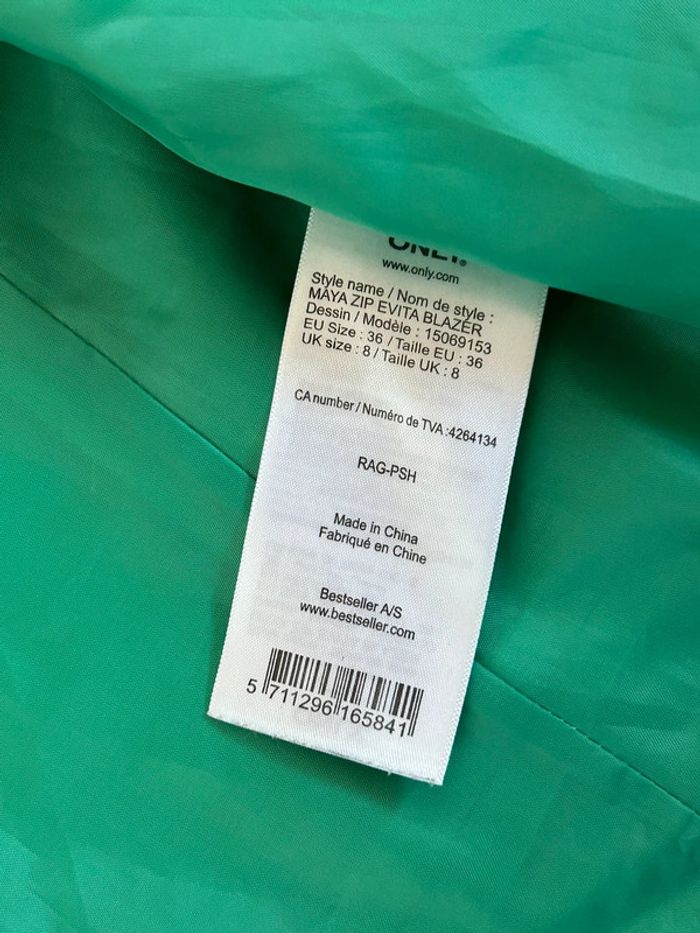 ONLY®
www.only.com
Style name / Nom de style :
MAYA ZIP EVITA BLAZER
Dessin / Modèle : 15069153
EU Size : 36 / Taille EU : 36
UK size : 8 / Taille UK : 8
CA number / Numéro de TVA :4264134
RAG-PSH
Made in China
Fabriqué en Chine
Bestseller A/S
www.bestseller.com
5 711296 165841